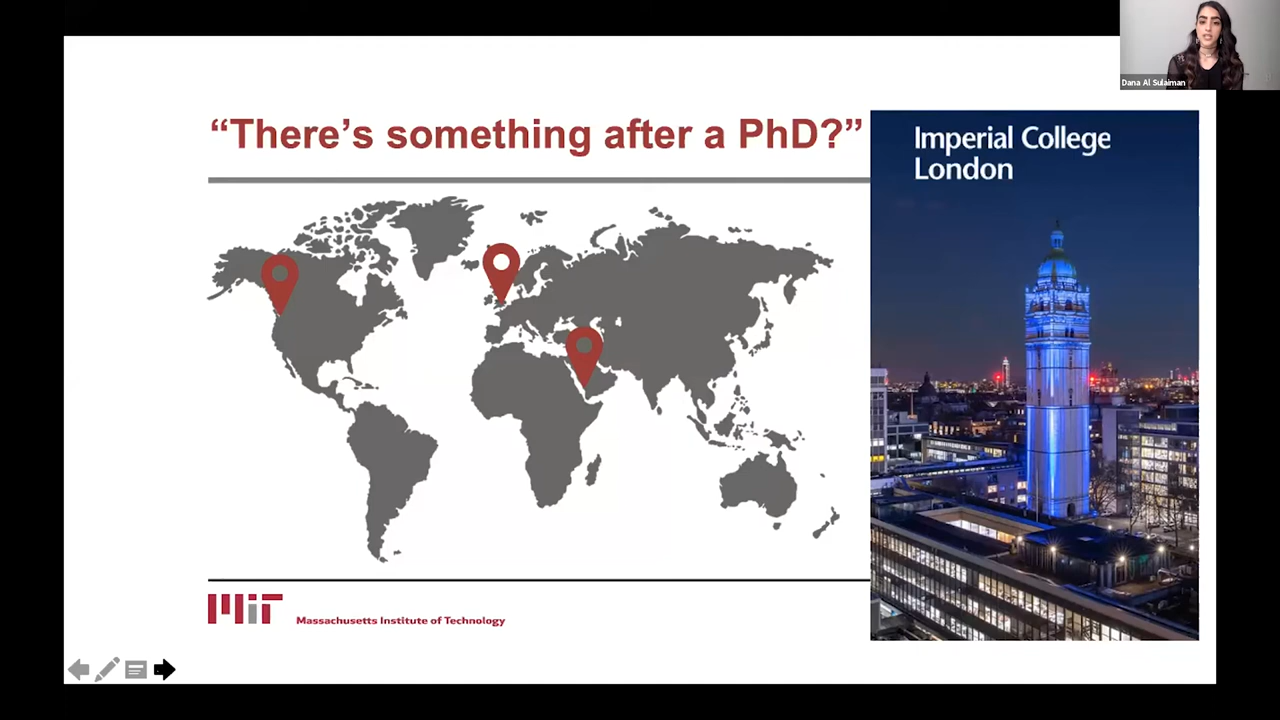 Dana Al Sulaiman
“There’s something after a PhD?”
Imperial College
London
MIT
Massachusetts Institute of Technology